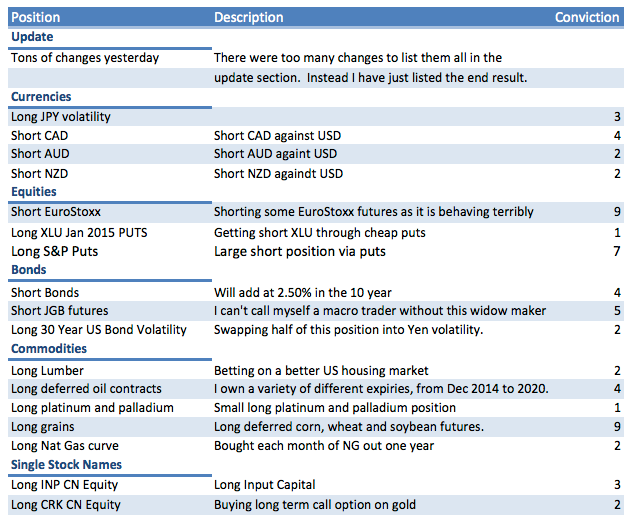 Position Description Conviction
Update
Tons of changes yesterday There were too many changes to list them all in the
update section. Instead I have just listed the end result.
Currencies
Long JPY volatility 3
Short CAD Short CAD against USD 4
Short AUD Short AUD againt USD 2
Short NZD Short NZD againdt USD 2
Equities
Short EuroStoxx Shorting some EuroStoxx futures as it is behaving terribly 9
Long XLU Jan 2015 PUTS Getting short XLU through cheap puts 1
Long S&P Puts Large short position via puts 7
Bonds
Short Bonds Will add at 2.50% in the 10 year 4
Short JGB futures I can't call myself a macro trader without this widow maker 5
Long 30 Year US Bond Volatility Swapping half of this position into Yen volatility. 2
Commodities
Long Lumber Betting on a better US housing market 2
Long deferred oil contracts I own a variety of different expiries, from Dec 2014 to 2020. 4
Long platinum and palladium Small long platinum and palladium position 1
Long grains Long deferred corn, wheat and soybean futures. 9
Long Nat Gas curve Bought each month of NG out one year 2
Single Stock Names
Long INP CN Equity Long Input Capital 3
Long CRK CN Equity Buying long term call option on gold 2